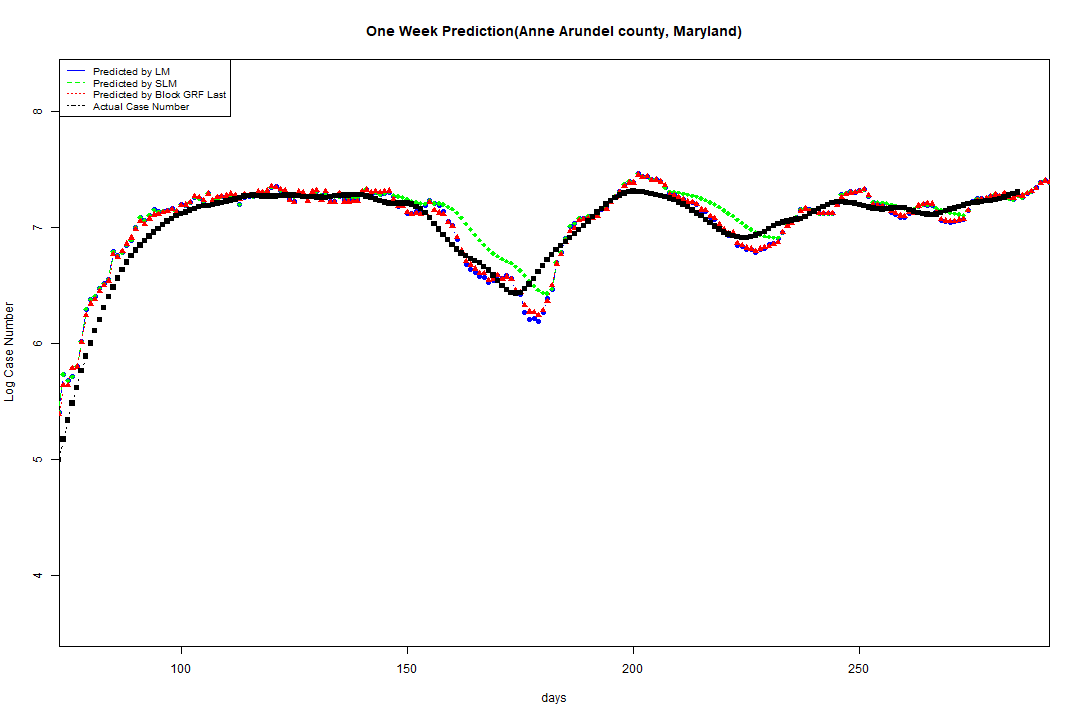 One Week Prediction(Anne Arundel county, Maryland)
Predicted by LM
Predicted by SLM
Predicted by Block GRF Last
Actual Case Number
8
7
6
5
4
Log Case Number
100 150 200 250
days